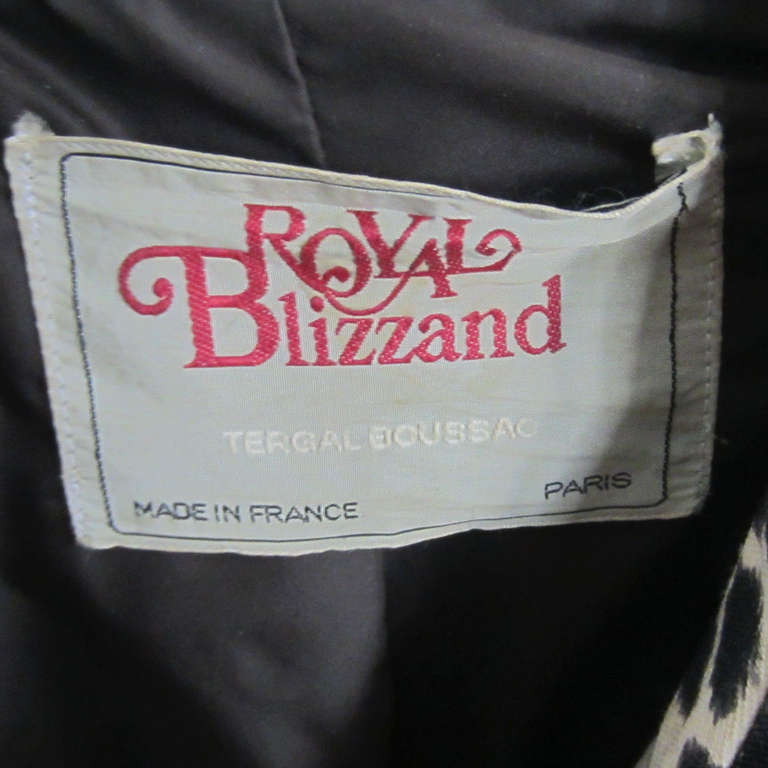 ROYAL
Blizzand
TERGAL BOUSSAC
MADE IN FRANCE
PARIS